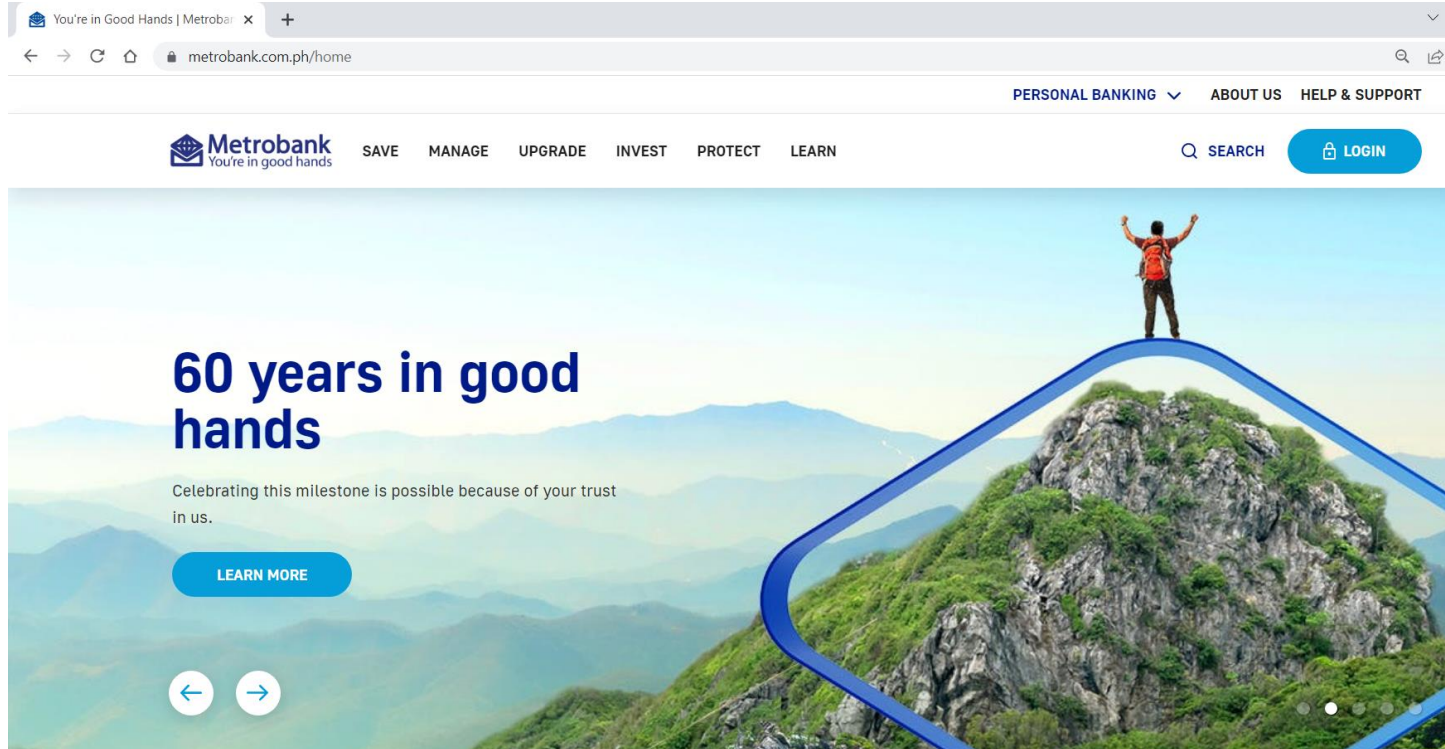 You're in Good Hands | Metroban
metrobank.com.ph/home
PERSONAL BANKING ABOUT US HELP & SUPPORT
Metrobank
You're in good hands
SAVE MANAGE UPGRADE INVEST PROTECT LEARN
SEARCH LOGIN
60 years in good
hands
Celebrating this milestone is possible because of your trust
in us.
LEARN MORE